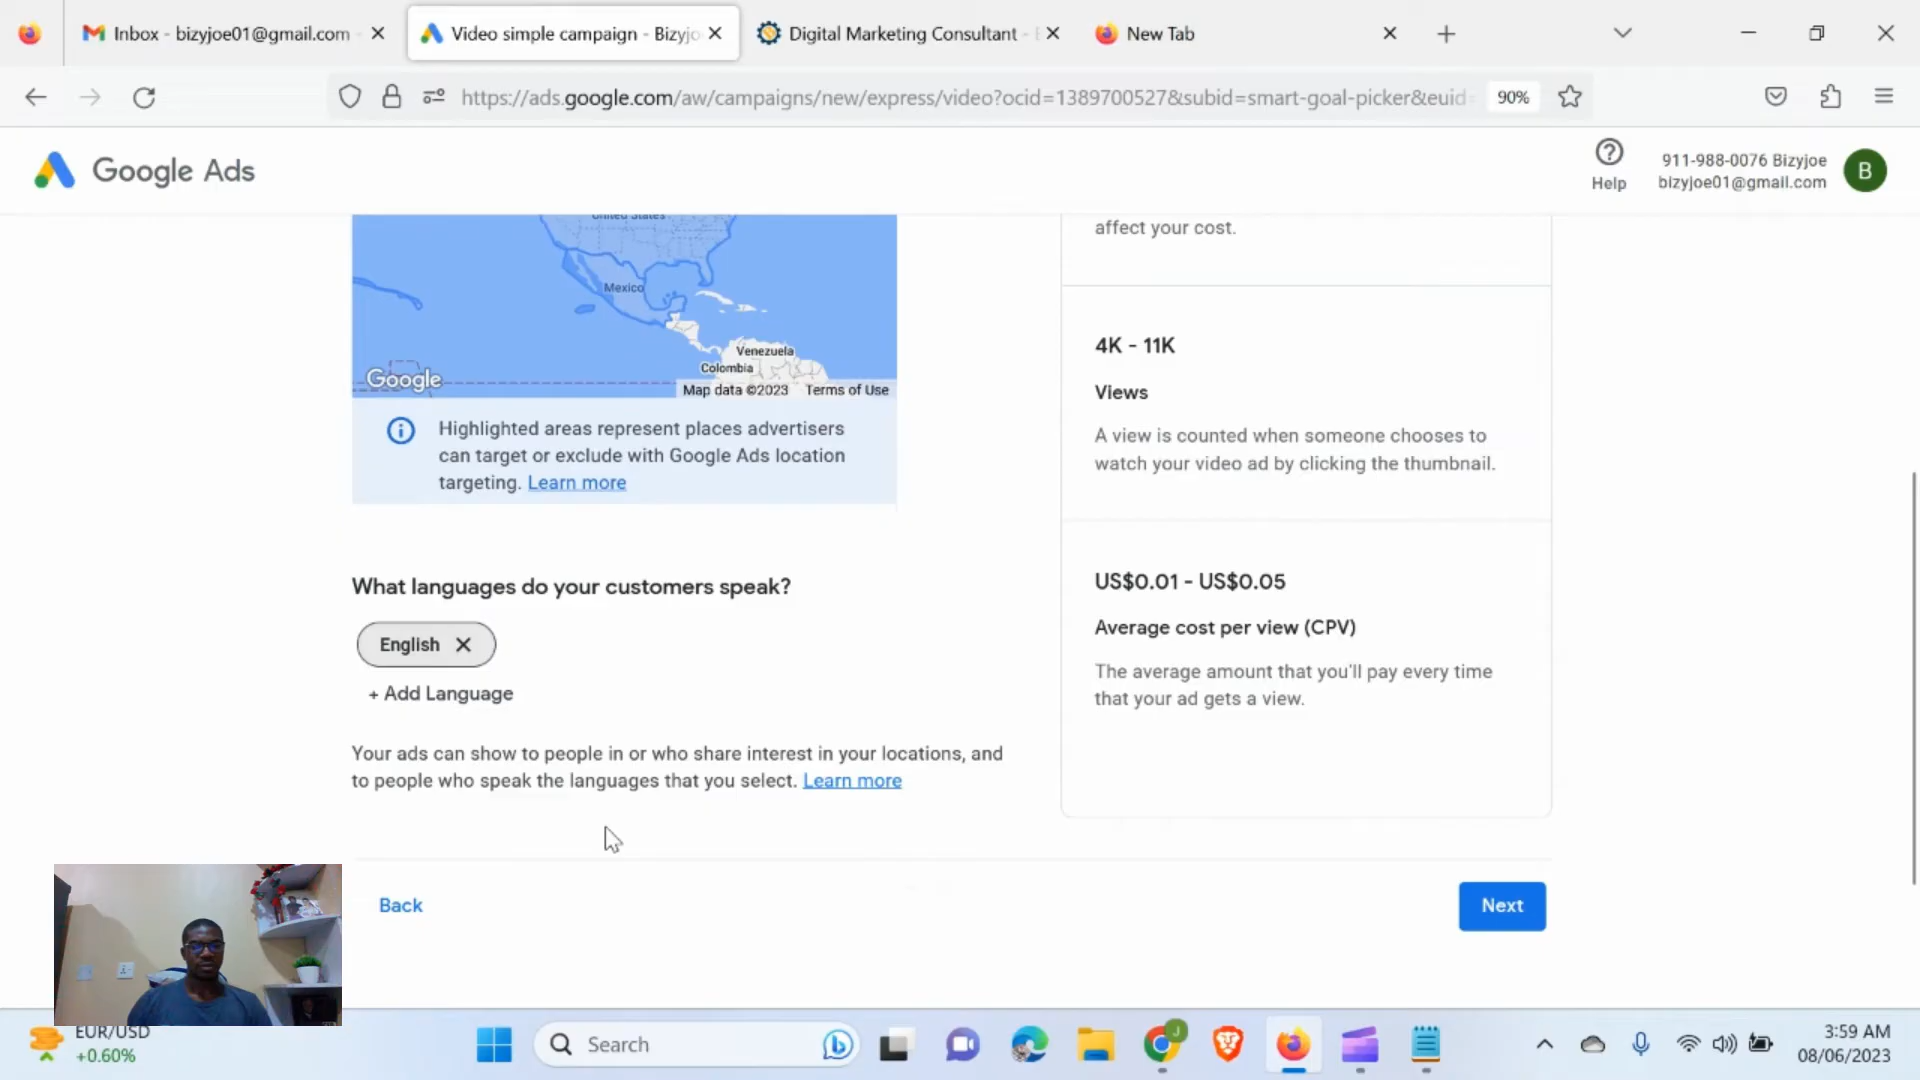 Inbox - bizyjoe01@gmail.com
Video simple campaign - Bizyjo
Digital Marketing Consultant -
New Tab
https://ads.google.com/aw/campaigns/new/express/video?ocid=1389700527&subid=smart-goal-picker&euid=
90%
Google Ads
Help
911-988-0076 Bizyjoe
bizyjoe01@gmail.com
B
United States
Mexico
Venezuela
Colombia
Google
Map data ©2023 Terms of Use
Highlighted areas represent places advertisers
can target or exclude with Google Ads location
targeting. Learn more
What languages do your customers speak?
English
+ Add Language
Your ads can show to people in or who share interest in your locations, and
to people who speak the languages that you select. Learn more
affect your cost.
4K - 11K
Views
A view is counted when someone chooses to
watch your video ad by clicking the thumbnail.
US$0.01 - US$0.05
Average cost per view (CPV)
The average amount that you'll pay every time
that your ad gets a view.
Back
Next
EUR/USD
+0.60%
Search
J
3:59 AM
08/06/2023